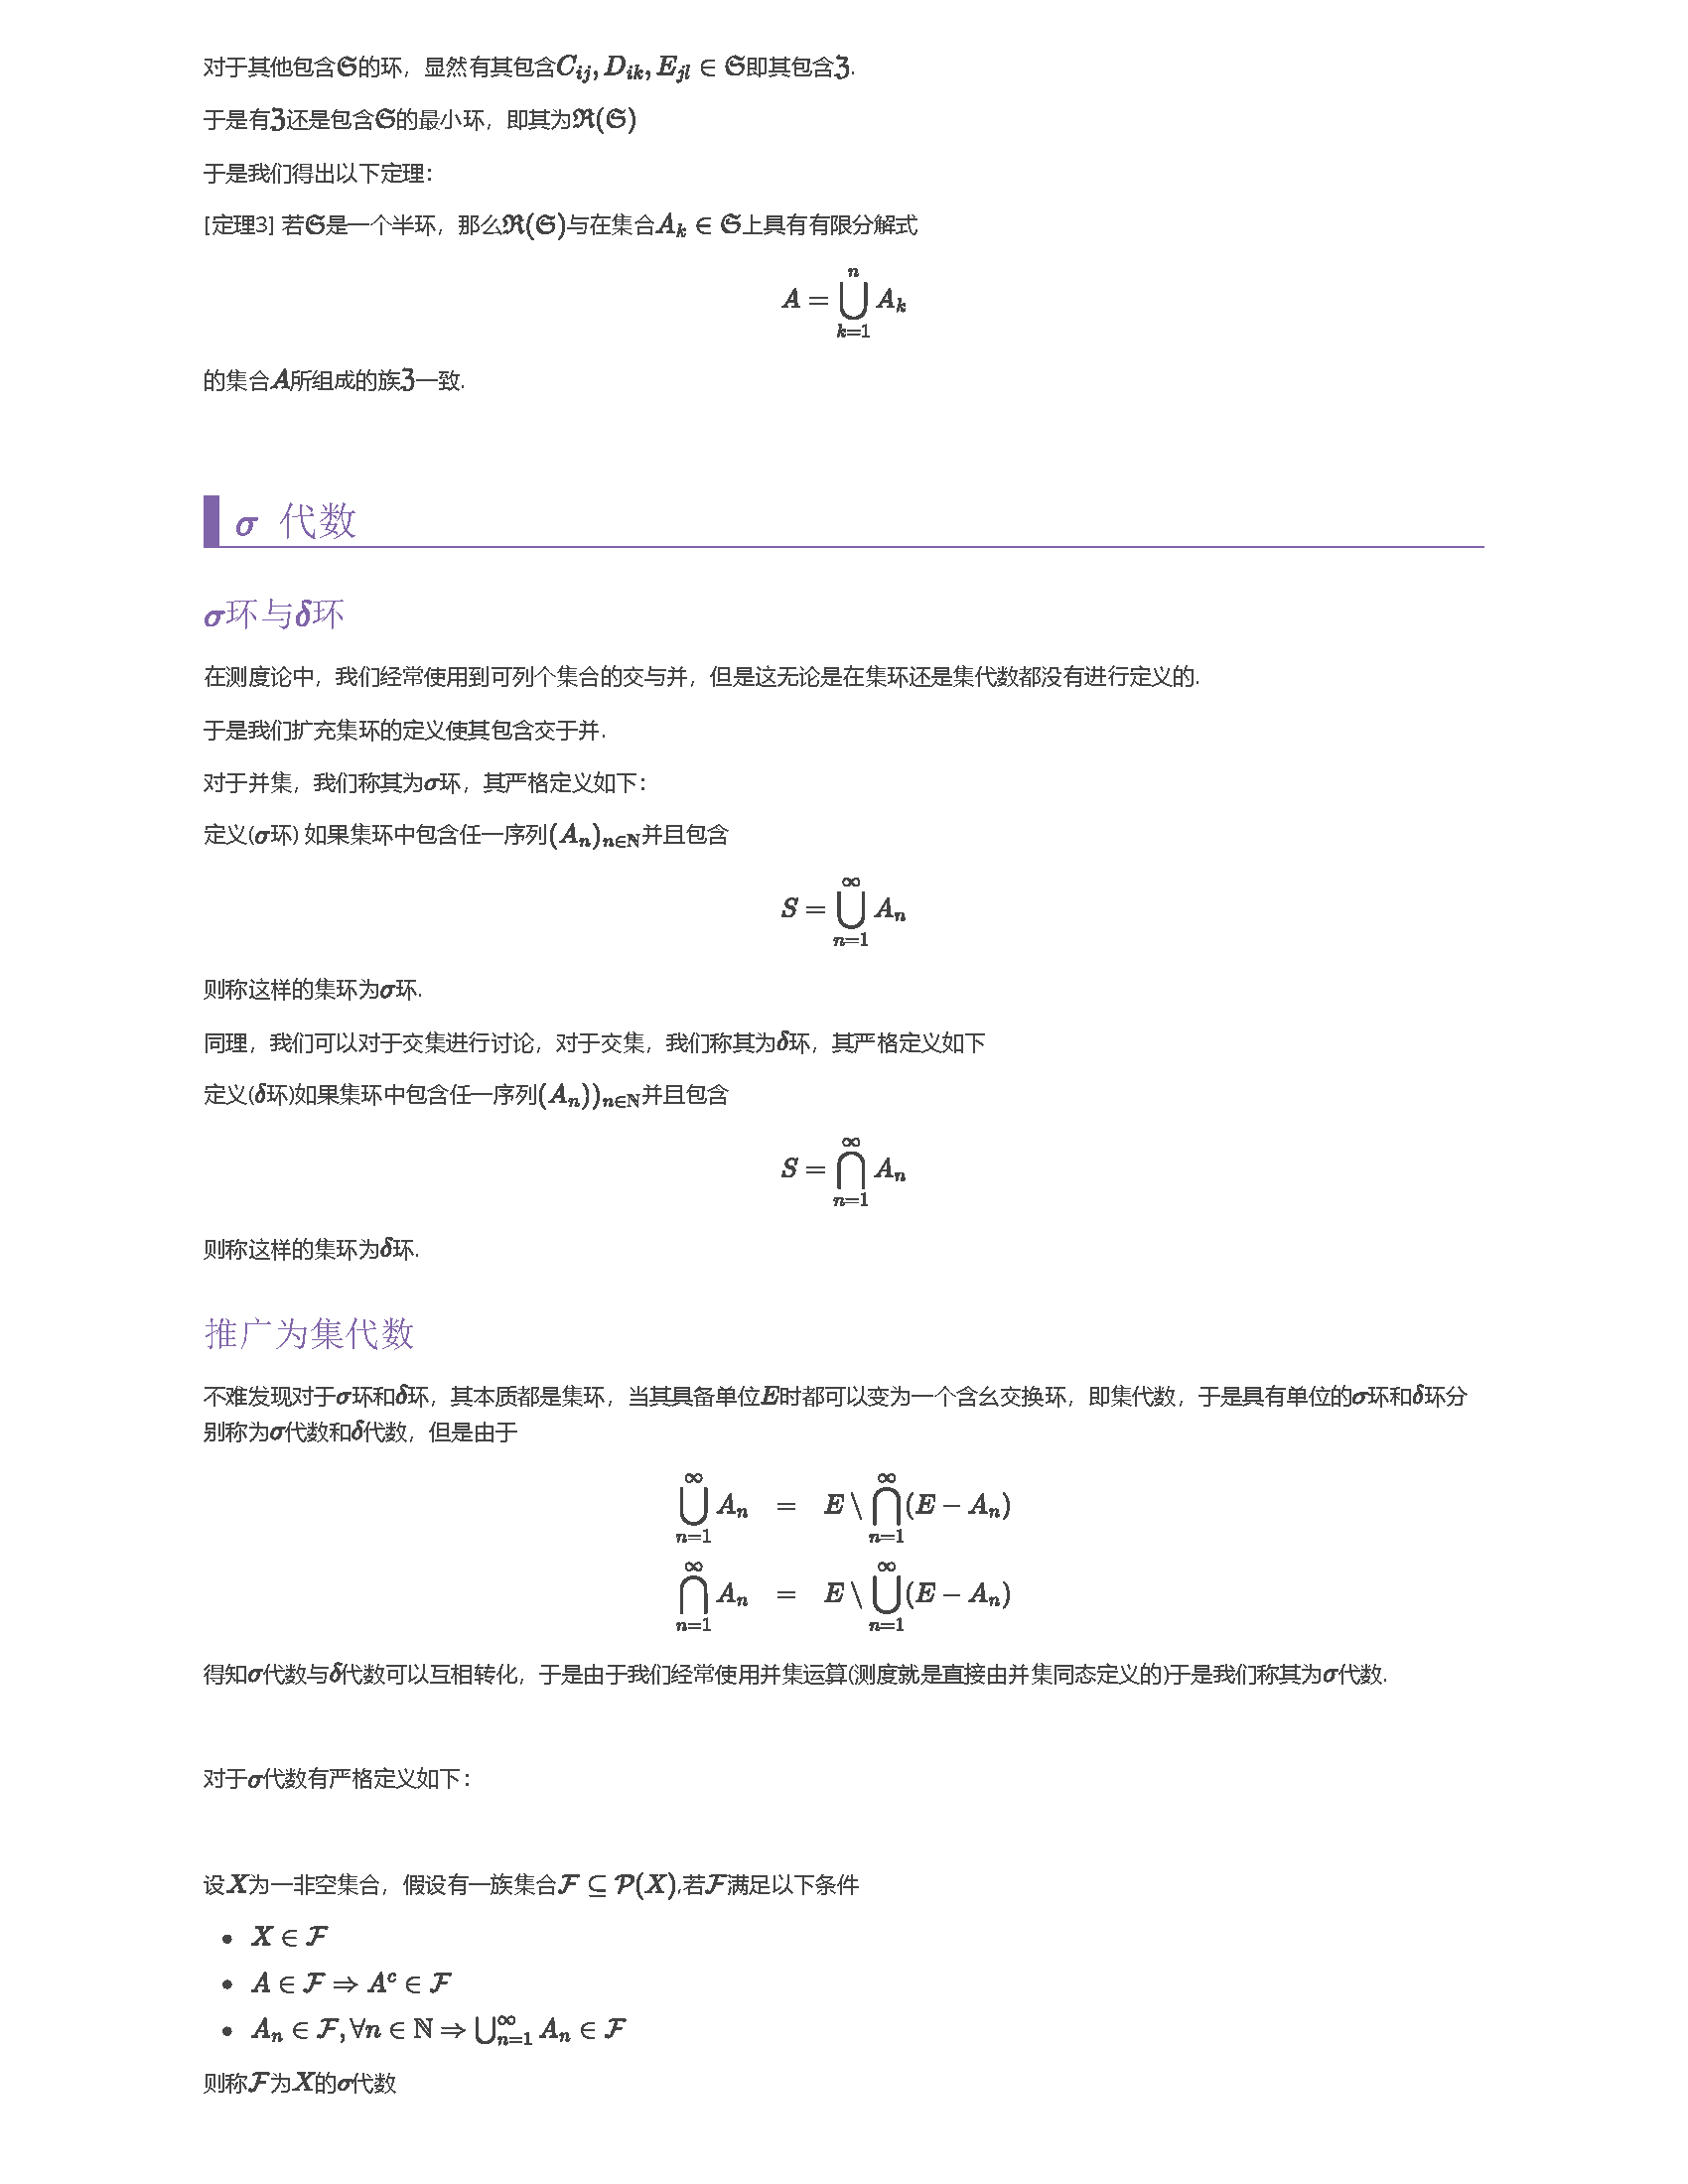 对于其他包含𝔖的环，显然有其包含$C_{ij}, D_{ik}, E_{jl} \in \mathfrak{S}$即其包含$\mathfrak{Z}$.
于是有$\mathfrak{Z}$还是包含$\mathfrak{S}$的最小环，即其为$\mathfrak{R}(\mathfrak{S})$
于是我们得出以下定理：
[定理3] 若$\mathfrak{S}$是一个半环，那么$\mathfrak{R}(\mathfrak{S})$与在集合$A_k \in \mathfrak{S}$上具有有限分解式
$A = \bigcup_{k=1}^{n} A_k$
的集合$A$所组成的族$\mathfrak{Z}$一致.
$\sigma$ 代数
$\sigma$环与$\delta$环
在测度论中，我们经常使用到可列个集合的交与并，但是这无论是在集环还是集代数都没有进行定义的.
于是我们扩充集环的定义使其包含交于并.
对于并集，我们称其为$\sigma$环，其严格定义如下：
定义($\sigma$环) 如果集环中包含任一序列$(A_n)_{n\in\mathbb{N}}$并且包含
$S = \bigcup_{n=1}^{\infty} A_n$
则称这样的集环为$\sigma$环.
同理，我们可以对于交集进行讨论，对于交集，我们称其为$\delta$环，其严格定义如下
定义($\delta$环)如果集环中包含任一序列$(A_n))_{n\in\mathbb{N}}$并且包含
$S = \bigcap_{n=1}^{\infty} A_n$
则称这样的集环为$\delta$环.
推广为集代数
不难发现对于$\sigma$环和$\delta$环，其本质都是集环，当其具备单位$E$时都可以变为一个含幺交换环，即集代数，于是具有单位的$\sigma$环和$\delta$环分
别称为$\sigma$代数和$\delta$代数，但是由于
$\bigcup_{n=1}^{\infty} A_n = E \setminus \bigcap_{n=1}^{\infty} (E - A_n)$
$\bigcap_{n=1}^{\infty} A_n = E \setminus \bigcup_{n=1}^{\infty} (E - A_n)$
得知$\sigma$代数与$\delta$代数可以互相转化，于是由于我们经常使用并集运算(测度就是直接由并集同态定义的)于是我们称其为$\sigma$代数.
对于$\sigma$代数有严格定义如下：
设$X$为一非空集合，假设有一族集合$\mathcal{F} \subseteq \mathcal{P}(X)$,若$\mathcal{F}$满足以下条件
• $X \in \mathcal{F}$
• $A \in \mathcal{F} \Rightarrow A^c \in \mathcal{F}$
• $A_n \in \mathcal{F}, \forall n \in \mathbb{N} \Rightarrow \bigcup_{n=1}^{\infty} A_n \in \mathcal{F}$
则称$\mathcal{F}$为$X$的$\sigma$代数